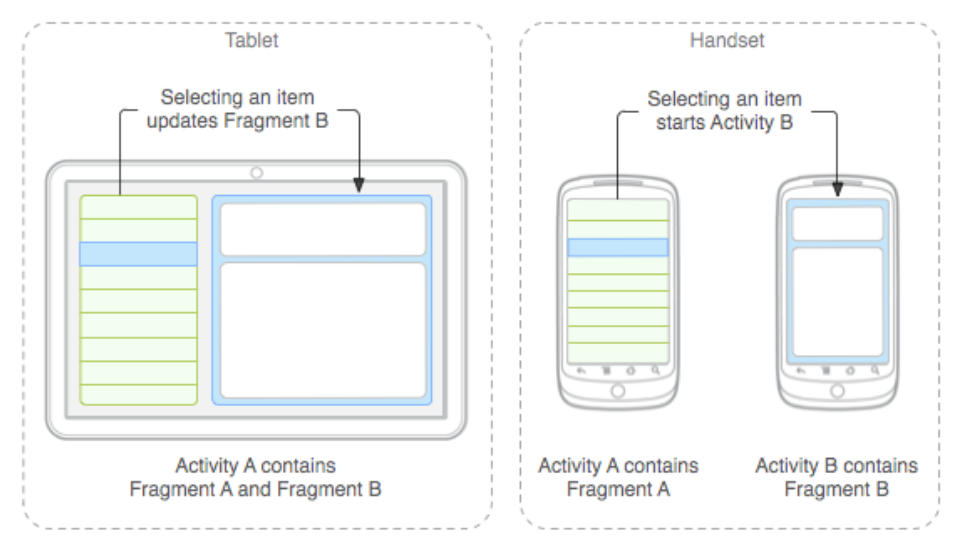 Tablet
Selecting an item
updates Fragment B
Activity A contains
Fragment A and Fragment B
Handset
Selecting an item
starts Activity B
Activity A contains
Fragment A
Activity B contains
Fragment B